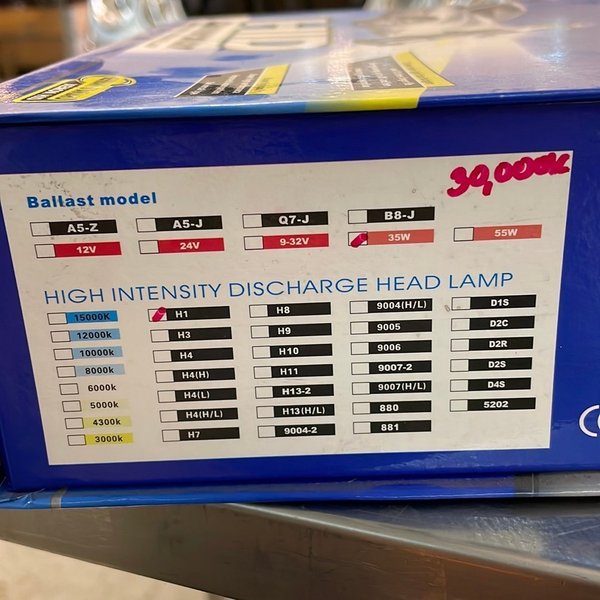 HID
30,000k
Ballast model
A5-Z A5-J Q7-J B8-J
12V 24V 9-32V 35W 55W
HIGH INTENSITY DISCHARGE HEAD LAMP
15000K H1 H8 9004(H/L) D1S
12000k H3 H9 9005 D2C
10000k H4 H10 9006 D2R
8000k H4(H) H11 9007-2 D2S
6000k H4(L) H13-2 9007(H/L) D4S
5000k H4(H/L) H13(H/L) 880 5202
4300k H7 9004-2 881
3000k